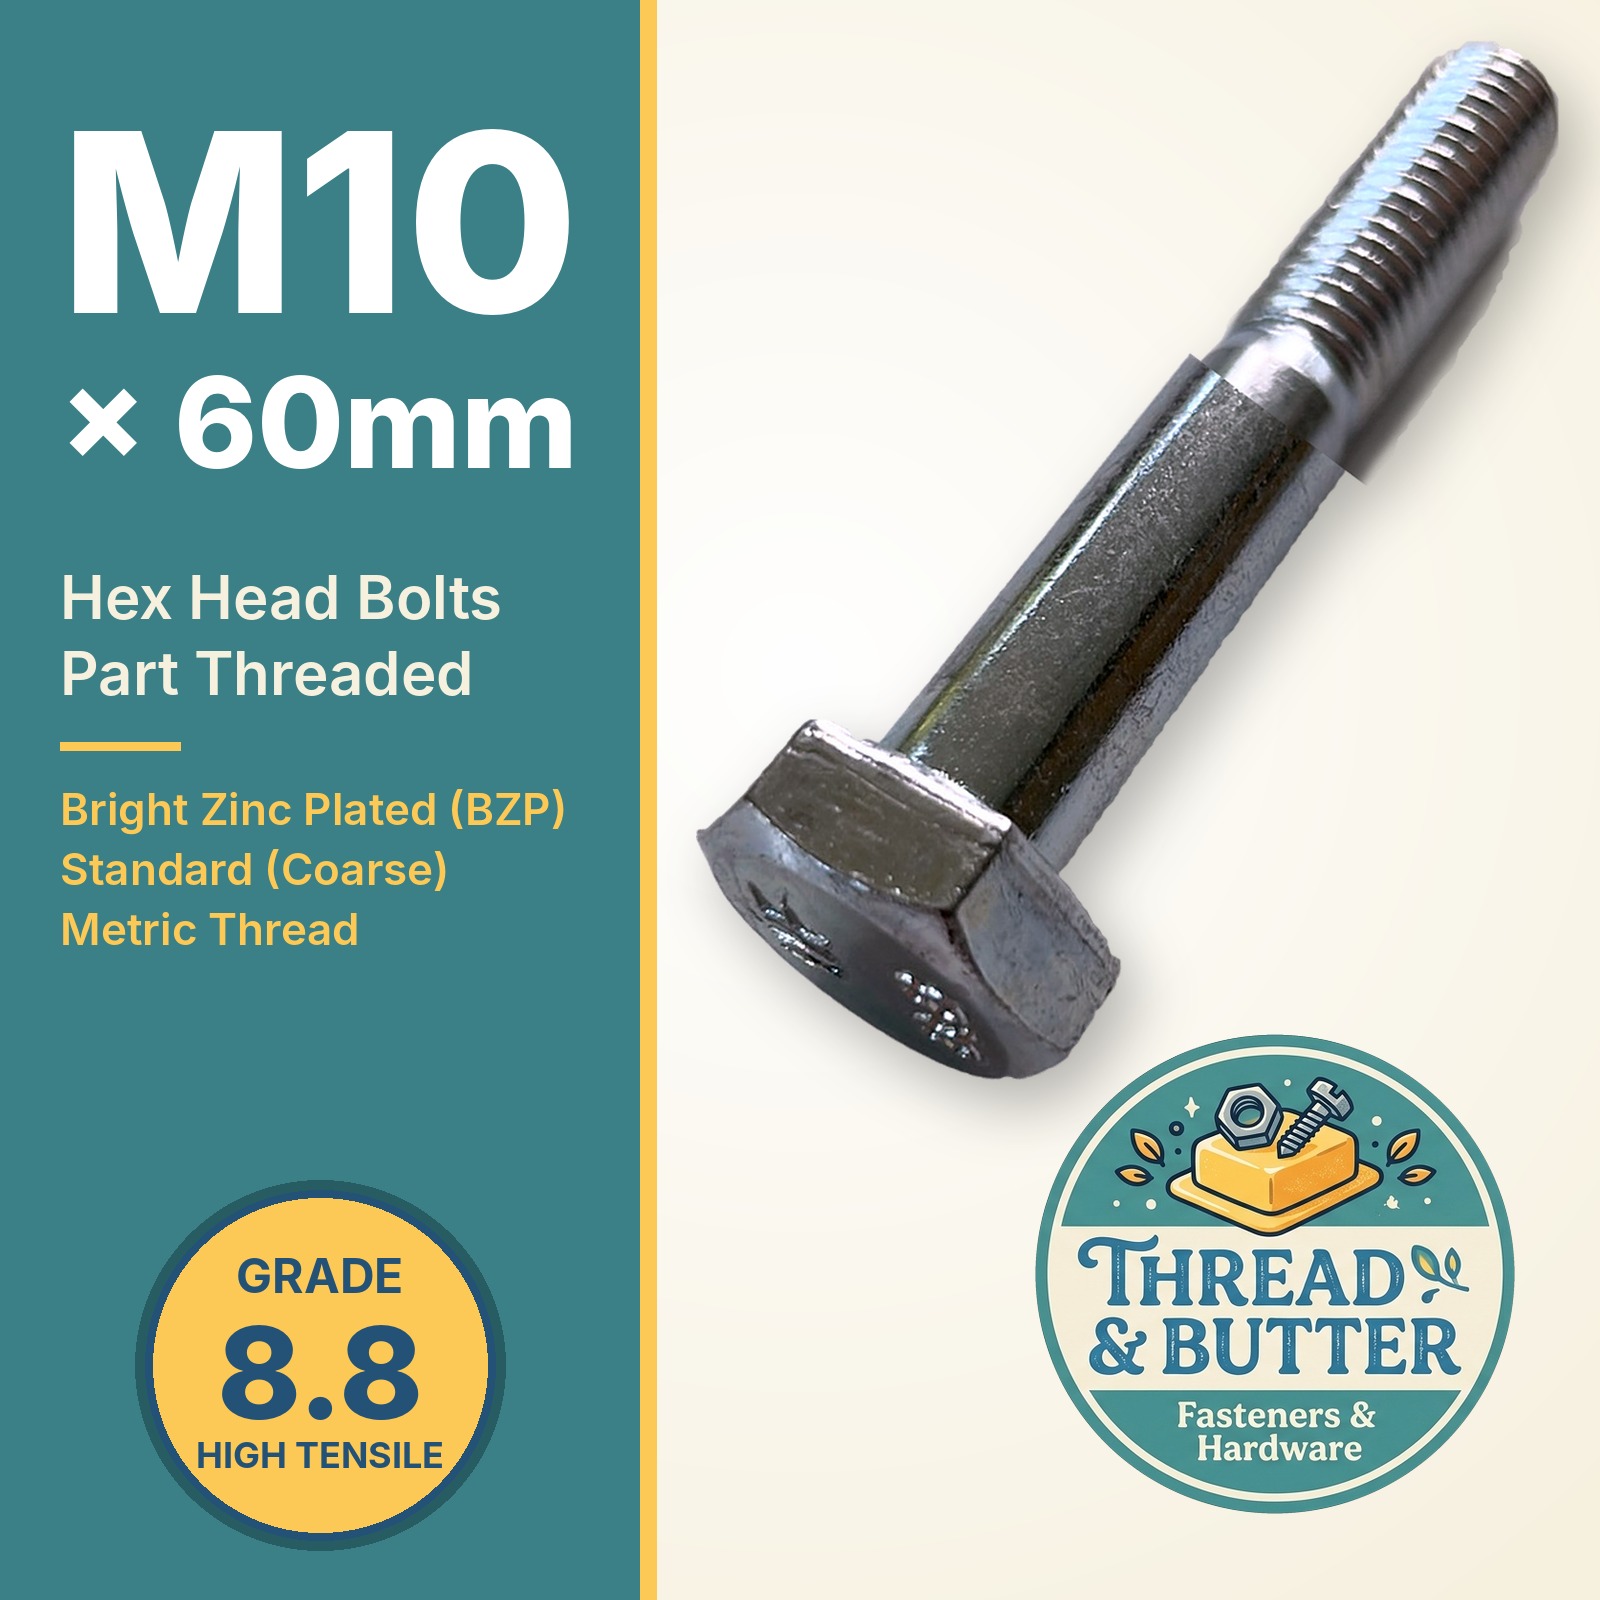 M10
× 60mm
Hex Head Bolts
Part Threaded
Bright Zinc Plated (BZP)
Standard (Coarse)
Metric Thread
GRADE
8.8
HIGH TENSILE
THREAD
& BUTTER
Fasteners &
Hardware